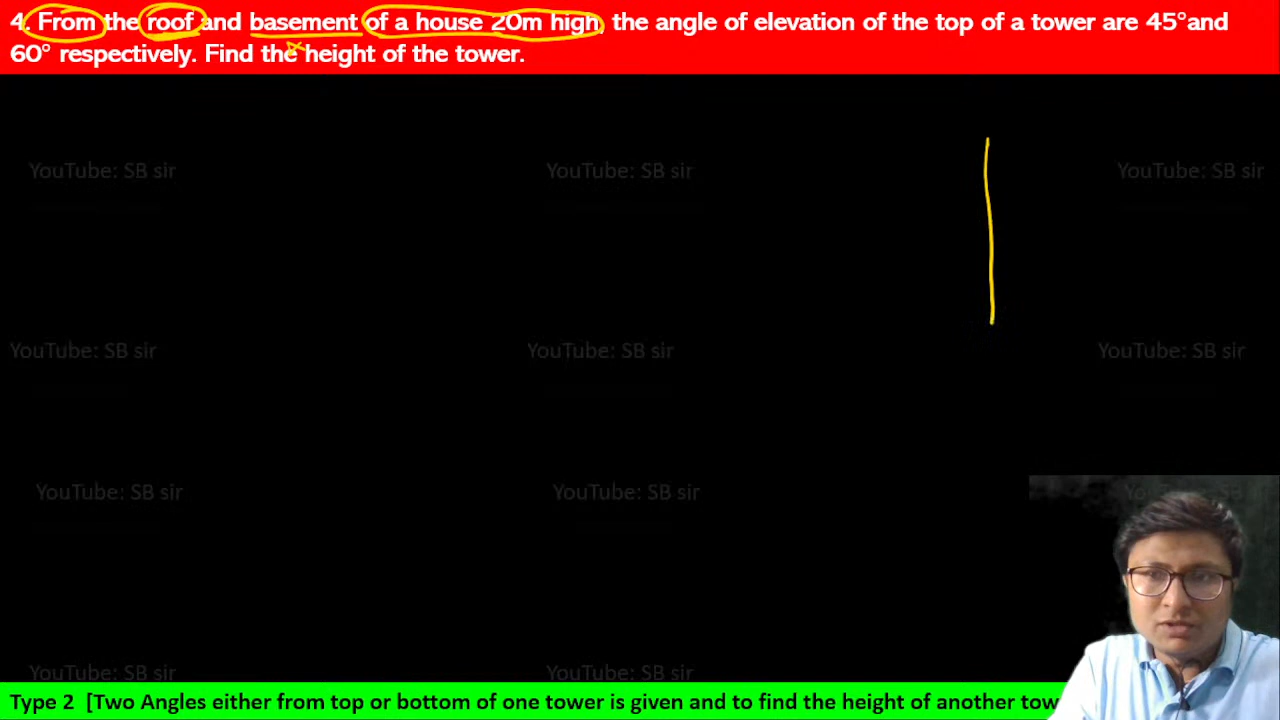 4. From the roof and basement of a house 20m high, the angle of elevation of the top of a tower are 45°and
60° respectively. Find the height of the tower.
YouTube: SB sir YouTube: SB sir YouTube: SB sir
YouTube: SB sir YouTube: SB sir YouTube: SB sir
YouTube: SB sir YouTube: SB sir
YouTube: SB sir YouTube: SB sir
Type 2 [Two Angles either from top or bottom of one tower is given and to find the height of another tow